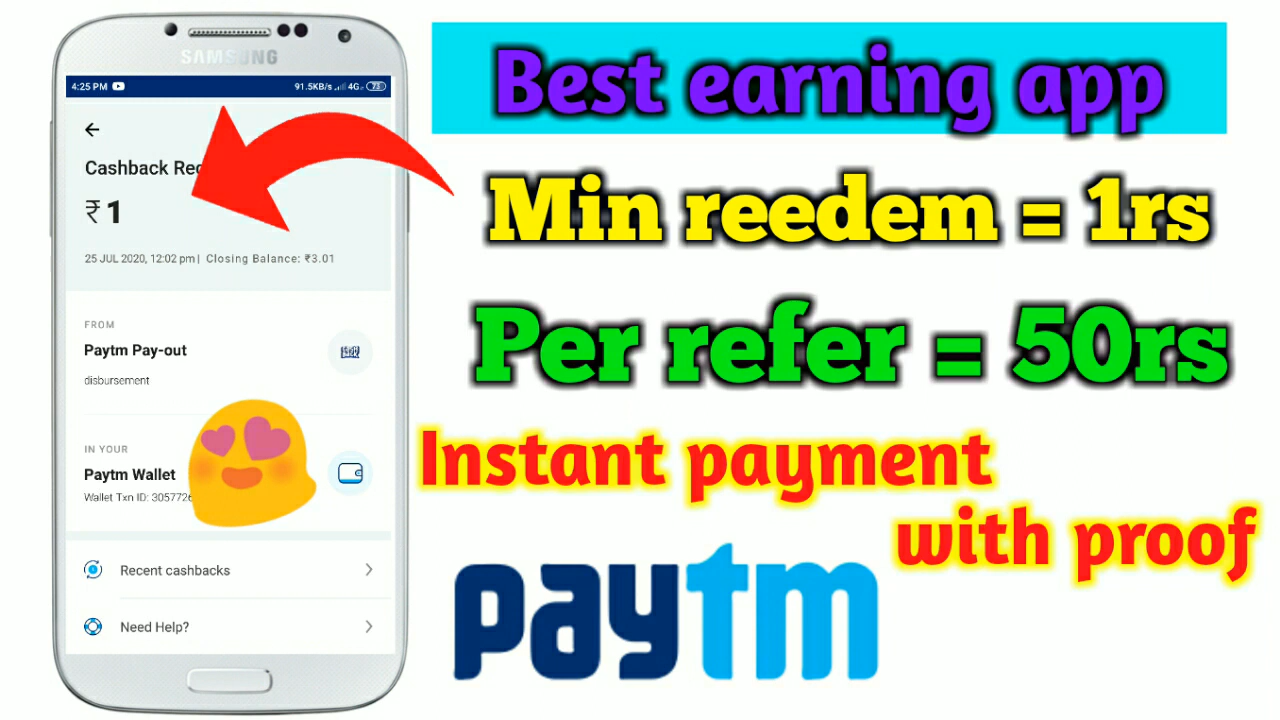 SAMSUNG
4:25 PM 91.5KB/s 4G 73
Cashback Rec
₹1
25 JUL 2020, 12:02 pm | Closing Balance: ₹3.01
FROM
Paytm Pay-out
disbursement
IN YOUR
Paytm Wallet
Wallet Txn ID: 3057726
Recent cashbacks
Need Help?
Best earning app
Min reedem = 1rs
Per refer = 50rs
Instant payment
with proof
paytm